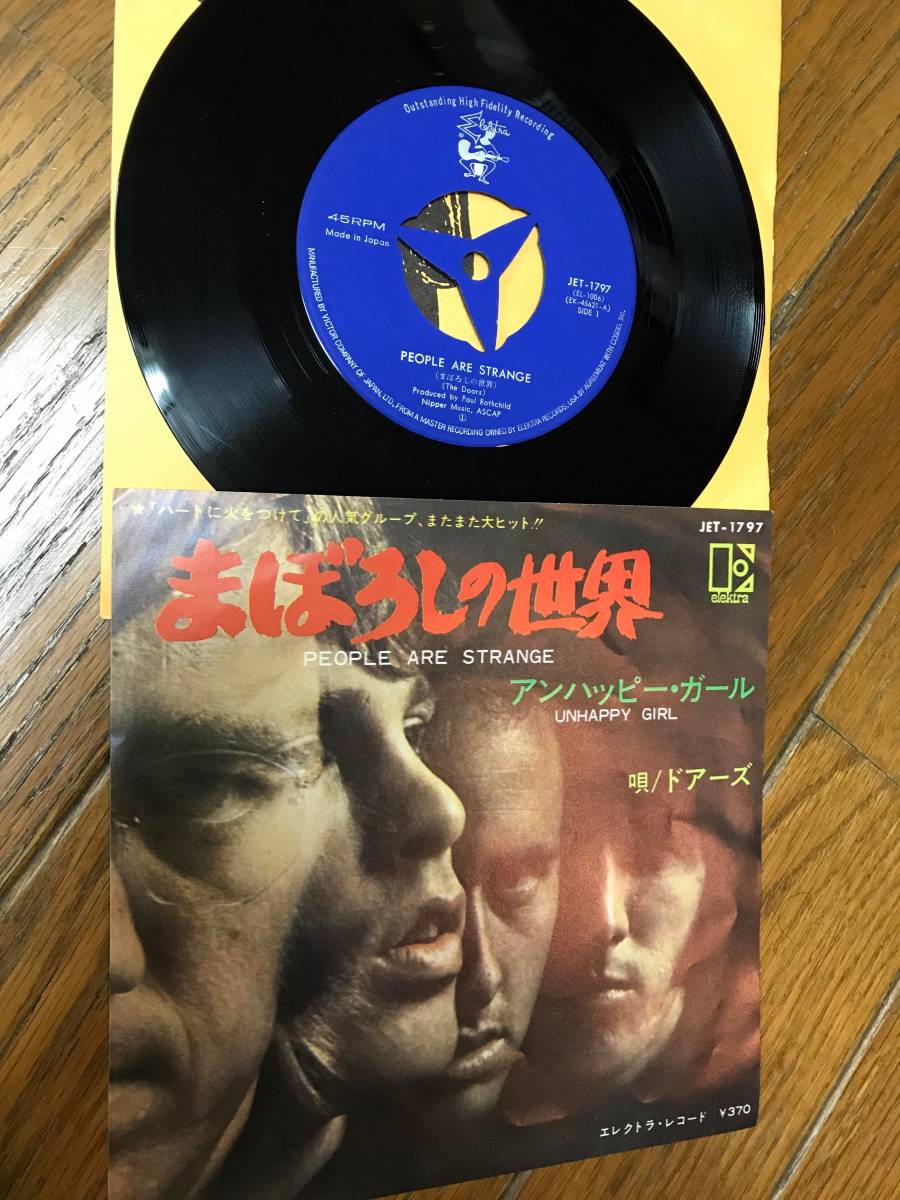 Outstanding High Fidelity Recording
Elektra
45RPM
Made in Japan
JET-1797
(EL-1006)
(EK-45621-A)
SIDE 1
PEOPLE ARE STRANGE
(まぼろしの世界)
(The Doors)
Produced by Paul Rothchild
Nipper Music, ASCAP
①
MANUFACTURED BY VICTOR COMPANY OF JAPAN, LTD., FROM A MASTER RECORDING OWNED BY ELEKTRA RECORDS, USA BY AGREEMENT WITH COSDEL INC.
★「ハートに火をつけて」の人気グループ、またまた大ヒット!!
JET-1797
elektra
まぼろしの世界
PEOPLE ARE STRANGE
アンハッピー・ガール
UNHAPPY GIRL
唄/ドアーズ
エレクトラ・レコード ¥370